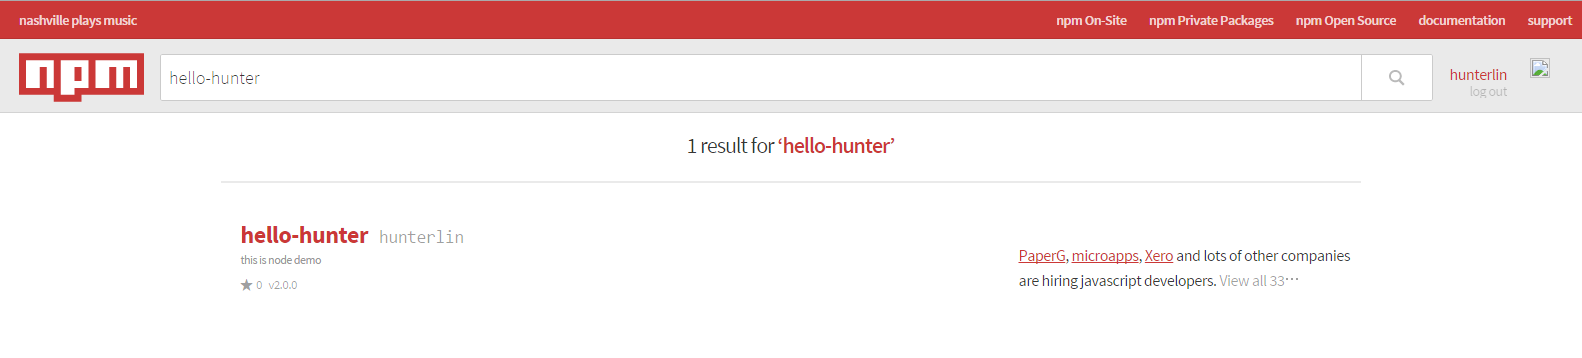 nashville plays music
npm On-Site npm Private Packages npm Open Source documentation support
npm
hello-hunter
hunterlin
log out
1 result for ‘hello-hunter’
hello-hunter hunterlin
this is node demo
★ 0 v2.0.0
PaperG, microapps, Xero and lots of other companies
are hiring javascript developers. View all 33…